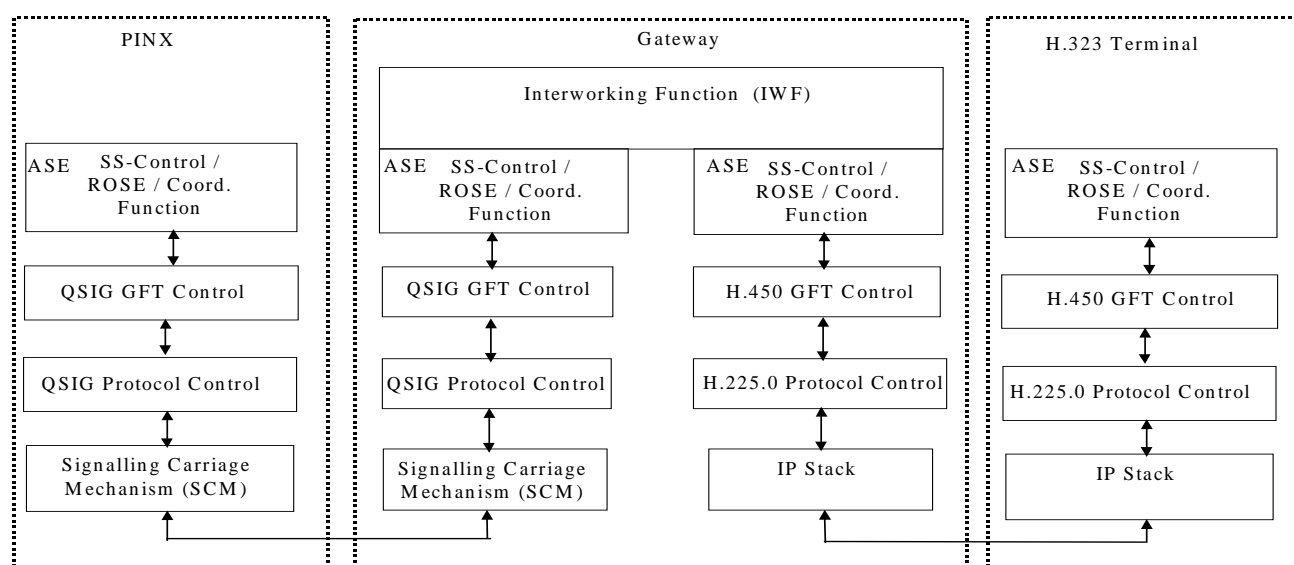 PINX
Gateway
H.323 Terminal
Interworking Function (IWF)
ASE SS-Control /
ROSE / Coord.
Function
ASE SS-Control /
ROSE / Coord.
Function
ASE SS-Control /
ROSE / Coord.
Function
ASE SS-Control /
ROSE / Coord.
Function
QSIG GFT Control
QSIG GFT Control
H.450 GFT Control
H.450 GFT Control
QSIG Protocol Control
QSIG Protocol Control
H.225.0 Protocol Control
H.225.0 Protocol Control
Signalling Carriage
Mechanism (SCM)
Signalling Carriage
Mechanism (SCM)
IP Stack
IP Stack